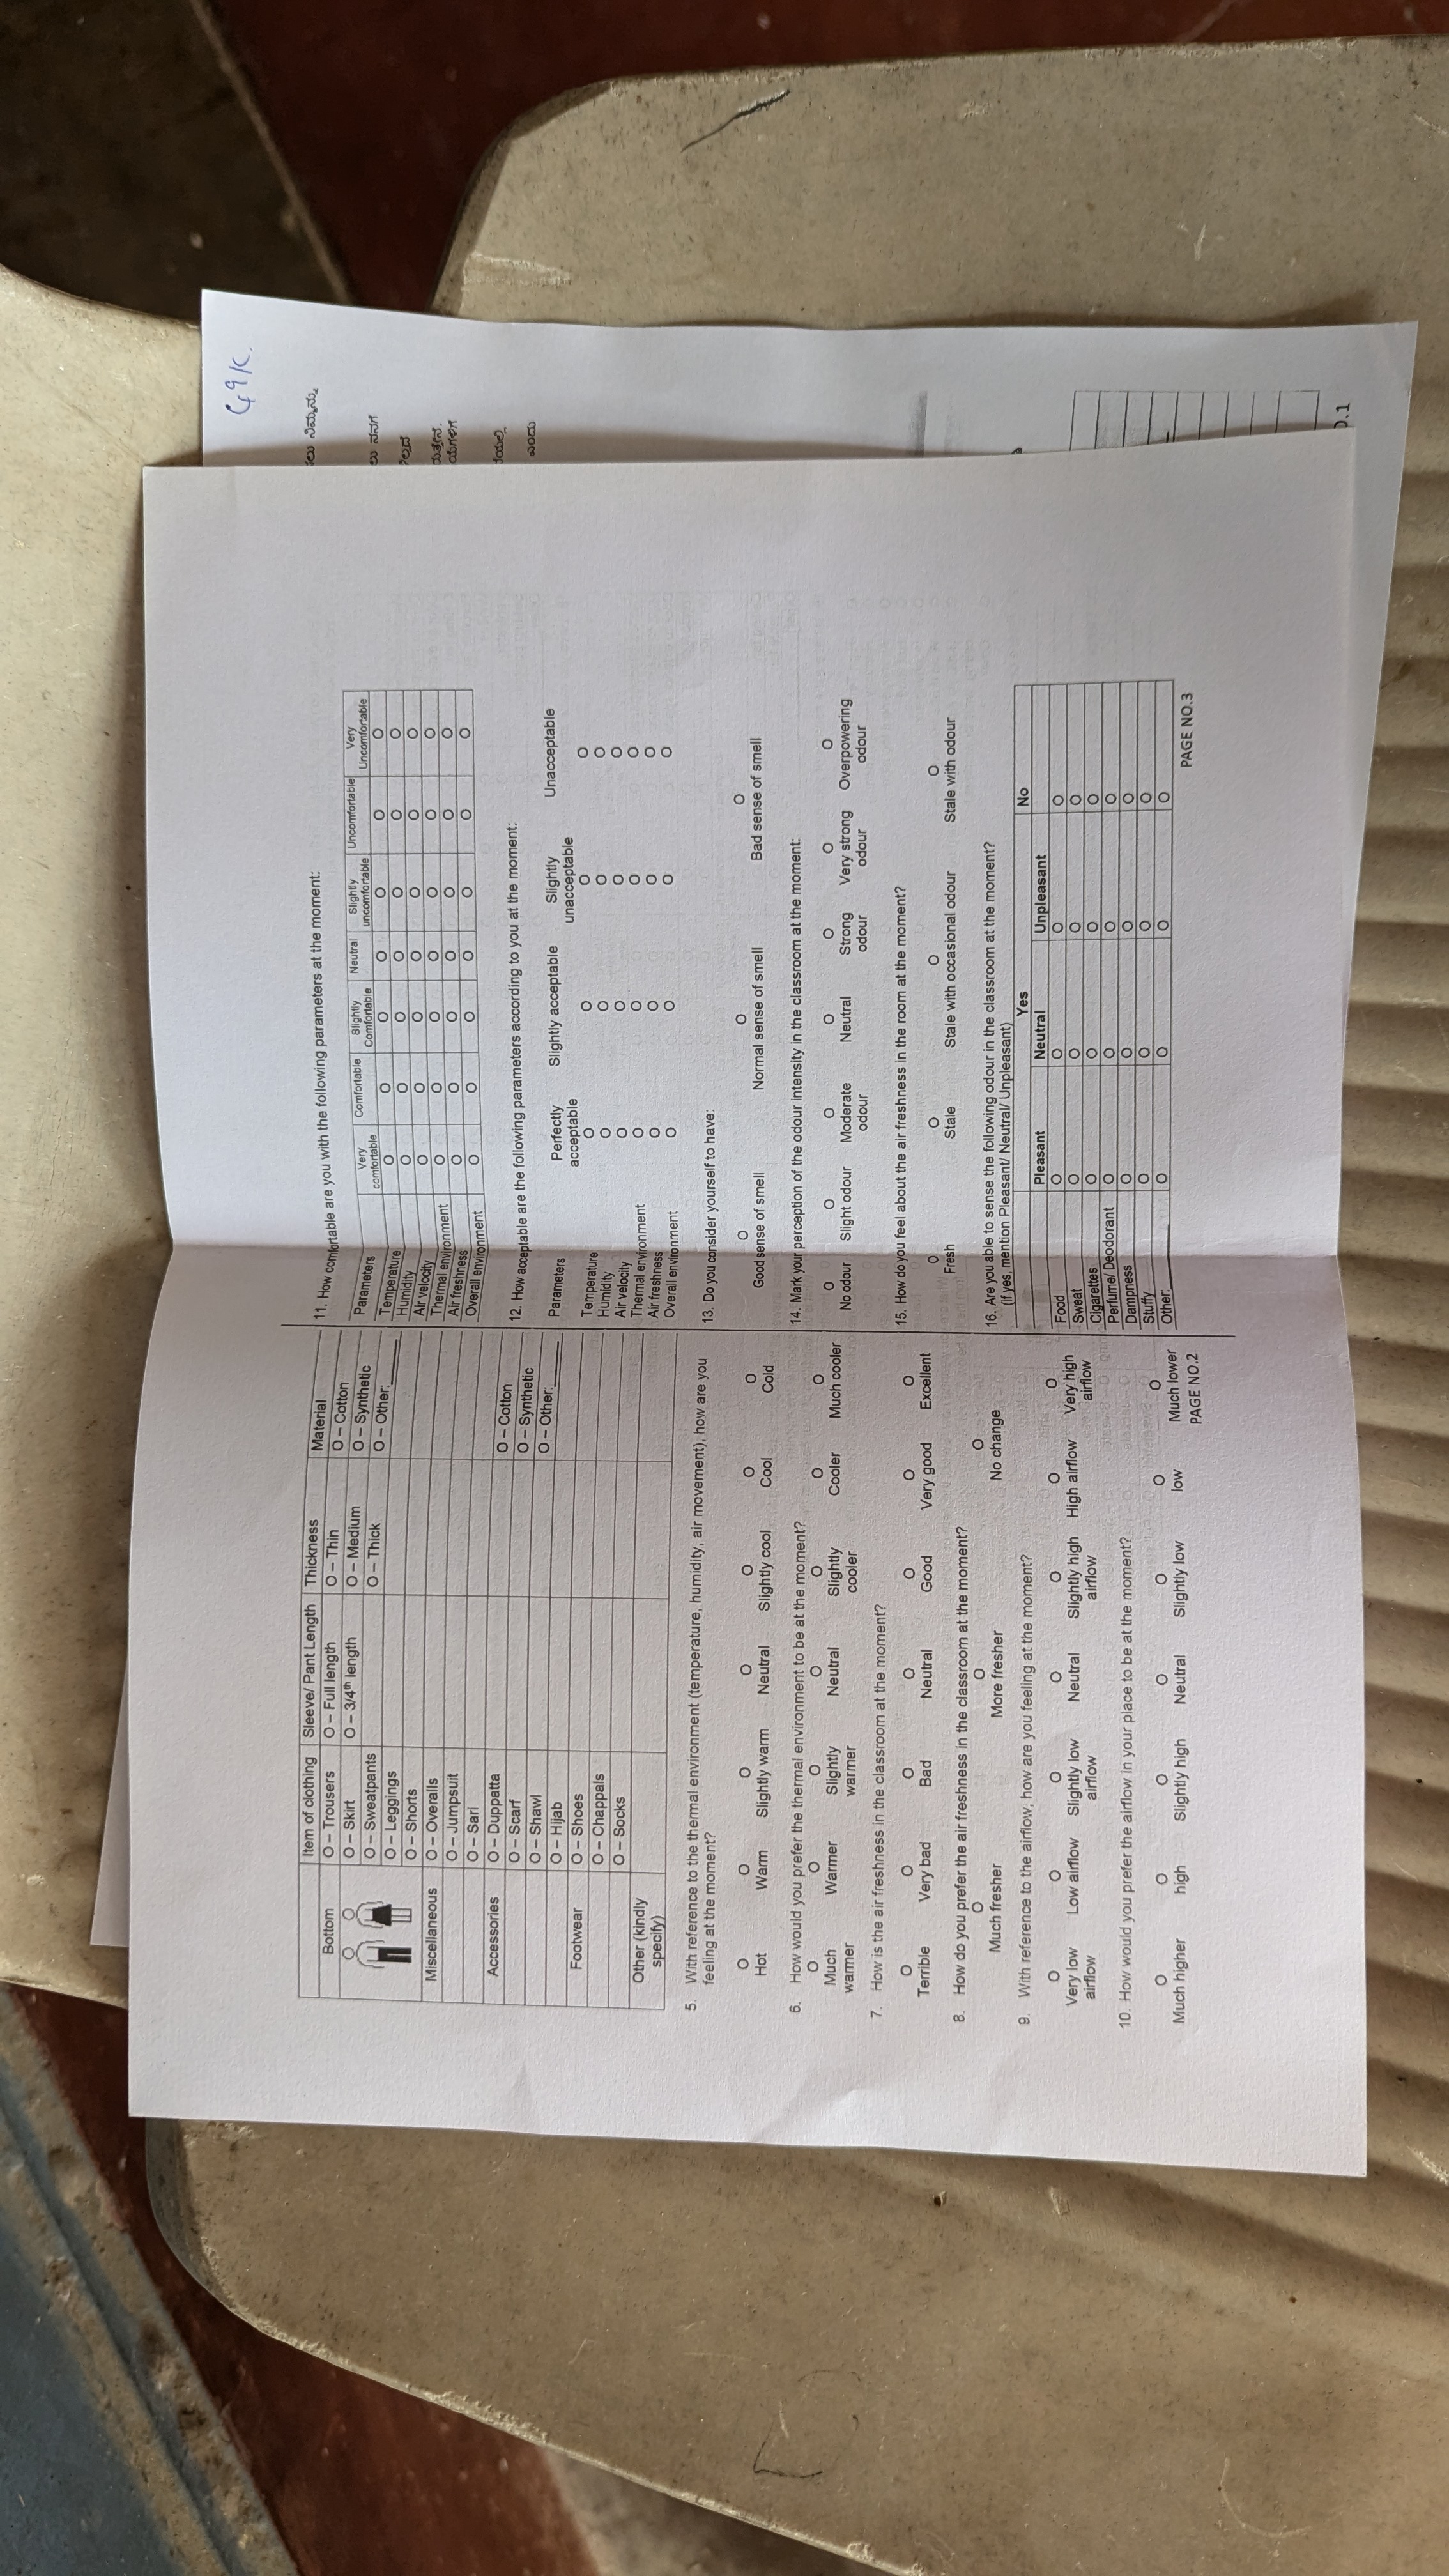 Item of clothing Sleeve/ Pant Length Thickness Material
Bottom O – Trousers O – Full length O – Thin O – Cotton
O – Skirt O – 3/4th length O – Medium O – Synthetic
O – Sweatpants O – Thick O – Other:______
O – Leggings
O – Shorts
Miscellaneous O – Overalls
O – Jumpsuit
O – Sari
Accessories O – Duppatta O – Cotton
O – Scarf O – Synthetic
O – Shawl O – Other:______
O – Hijab
Footwear O – Shoes
O – Chappals
O – Socks
Other (kindly
specify)
5. With reference to the thermal environment (temperature, humidity, air movement), how are you
feeling at the moment?
O O O O O O O
Hot Warm Slightly warm Neutral Slightly cool Cool Cold
6. How would you prefer the thermal environment to be at the moment?
O O O O O O O
Much Warmer Slightly Neutral Slightly Cooler Much cooler
warmer warmer cooler
7. How is the air freshness in the classroom at the moment?
O O O O O O O
Terrible Very bad Bad Neutral Good Very good Excellent
8. How do you prefer the air freshness in the classroom at the moment?
O O O
Much fresher More fresher No change
9. With reference to the airflow, how are you feeling at the moment?
O O O O O O O
Very low Low airflow Slightly low Neutral Slightly high High airflow Very high
airflow airflow airflow airflow
10. How would you prefer the airflow in your place to be at the moment?
O O O O O O O
Much higher high Slightly high Neutral Slightly low low Much lower
PAGE NO.2
11. How comfortable are you with the following parameters at the moment:
Parameters Very Comfortable Slightly Neutral Slightly Uncomfortable Very
comfortable Comfortable uncomfortable Uncomfortable
Temperature O O O O O O O
Humidity O O O O O O O
Air velocity O O O O O O O
Thermal environment O O O O O O O
Air freshness O O O O O O O
Overall environment O O O O O O O
12. How acceptable are the following parameters according to you at the moment:
Parameters Perfectly Slightly acceptable Slightly Unacceptable
acceptable unacceptable
Temperature O O O O
Humidity O O O O
Air velocity O O O O
Thermal environment O O O O
Air freshness O O O O
Overall environment O O O O
13. Do you consider yourself to have:
O O O
Good sense of smell Normal sense of smell Bad sense of smell
14. Mark your perception of the odour intensity in the classroom at the moment:
O O O O O O O
No odour Slight odour Moderate Neutral Strong Very strong Overpowering
odour odour odour odour
15. How do you feel about the air freshness in the room at the moment?
O O O O
Fresh Stale Stale with occasional odour Stale with odour
16. Are you able to sense the following odour in the classroom at the moment?
(if yes, mention Pleasant/ Neutral/ Unpleasant)
Yes No
Pleasant Neutral Unpleasant
Food O O O O
Sweat O O O O
Cigarettes O O O O
Perfume/ Deodorant O O O O
Dampness O O O O
Stuffy O O O O
Other:________ O O O O
PAGE NO.3
ನಿಮ್ಮನ್ನು
ನನಗೆ
ಎಂದು
O.1